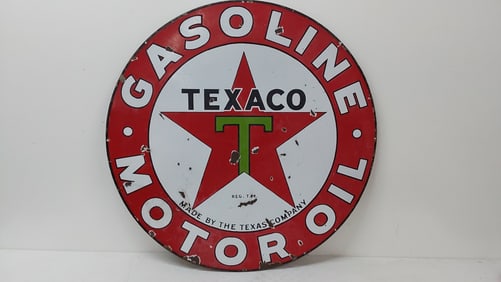 GASOLINE
TEXACO
T
REG. T.M.
MADE BY THE TEXAS COMPANY
MOTOR OIL